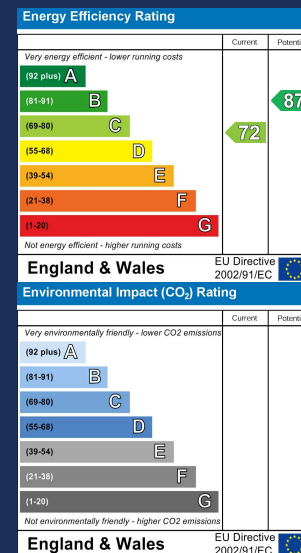 Energy Efficiency Rating
Current Potenti
Very energy efficient - lower running costs
(92 plus) A
(81-91) B
(69-80) C
(55-68) D
(39-54) E
(21-38) F
(1-20) G
72
87
Not energy efficient - higher running costs
England & Wales
EU Directive
2002/91/EC
Environmental Impact (CO₂) Rating
Current Potenti
Very environmentally friendly - lower CO2 emissions
(92 plus) A
(81-91) B
(69-80) C
(55-68) D
(39-54) E
(21-38) F
(1-20) G
Not environmentally friendly - higher CO2 emissions
England & Wales
EU Directive
2002/91/EC